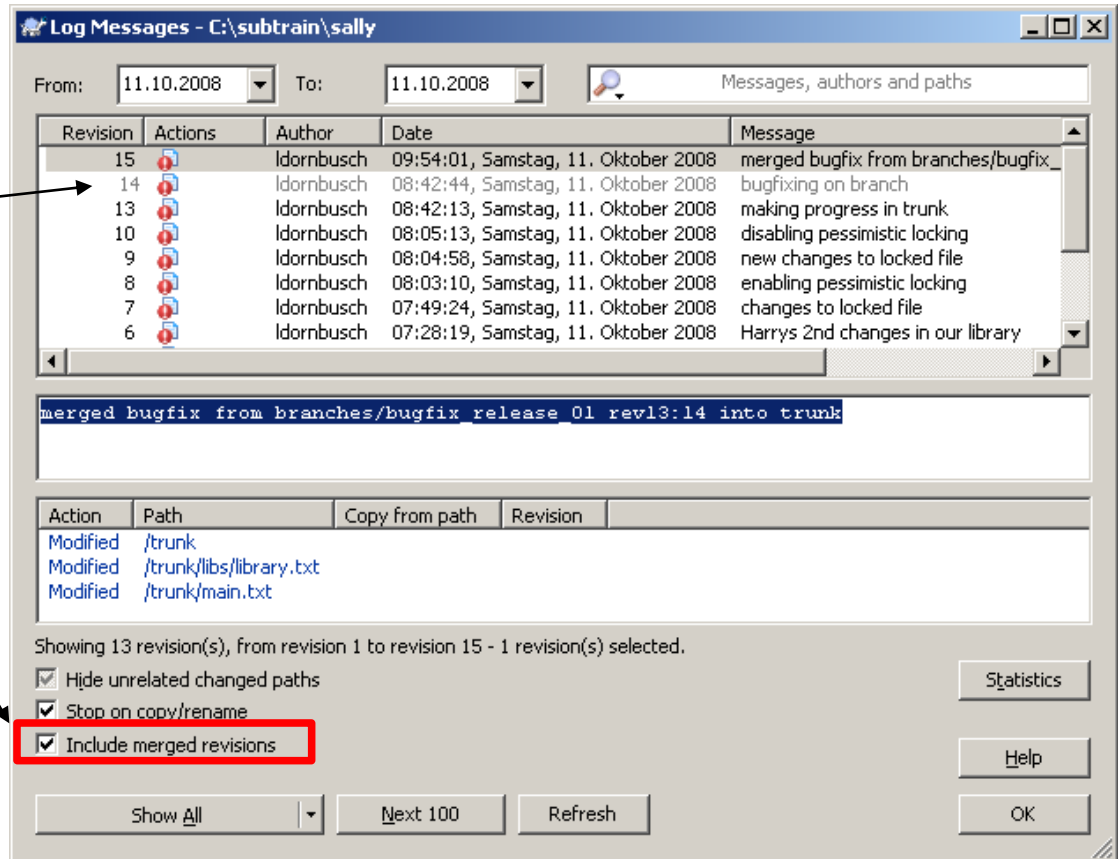 Log Messages - C:\subtrain\sally
From: 11.10.2008 To: 11.10.2008 Messages, authors and paths
Revision Actions Author Date Message
15 ldornbusch 09:54:01, Samstag, 11. Oktober 2008 merged bugfix from branches/bugfix_
14 ldornbusch 08:42:44, Samstag, 11. Oktober 2008 bugfixing on branch
13 ldornbusch 08:42:13, Samstag, 11. Oktober 2008 making progress in trunk
10 ldornbusch 08:05:13, Samstag, 11. Oktober 2008 disabling pessimistic locking
9 ldornbusch 08:04:58, Samstag, 11. Oktober 2008 new changes to locked file
8 ldornbusch 08:03:10, Samstag, 11. Oktober 2008 enabling pessimistic locking
7 ldornbusch 07:49:24, Samstag, 11. Oktober 2008 changes to locked file
6 ldornbusch 07:28:19, Samstag, 11. Oktober 2008 Harrys 2nd changes in our library
merged bugfix from branches/bugfix_release_01 rev13:14 into trunk
Action Path Copy from path Revision
Modified /trunk
Modified /trunk/libs/library.txt
Modified /trunk/main.txt
Showing 13 revision(s), from revision 1 to revision 15 - 1 revision(s) selected.
Hide unrelated changed paths Statistics
Stop on copy/rename
Include merged revisions
Help
Show All Next 100 Refresh OK